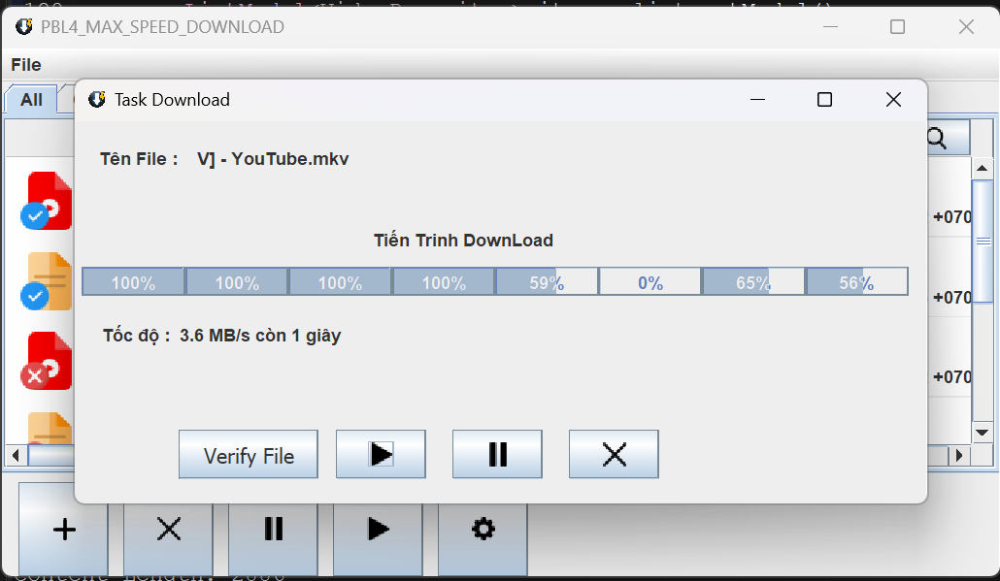 PBL4_MAX_SPEED_DOWNLOAD
File
All
Task Download
Tên File : V] - YouTube.mkv
Tiến Trinh DownLoad
100% 100% 100% 100% 59% 0% 65% 56%
Tốc độ : 3.6 MB/s còn 1 giây
+070
+070
+070
Verify File